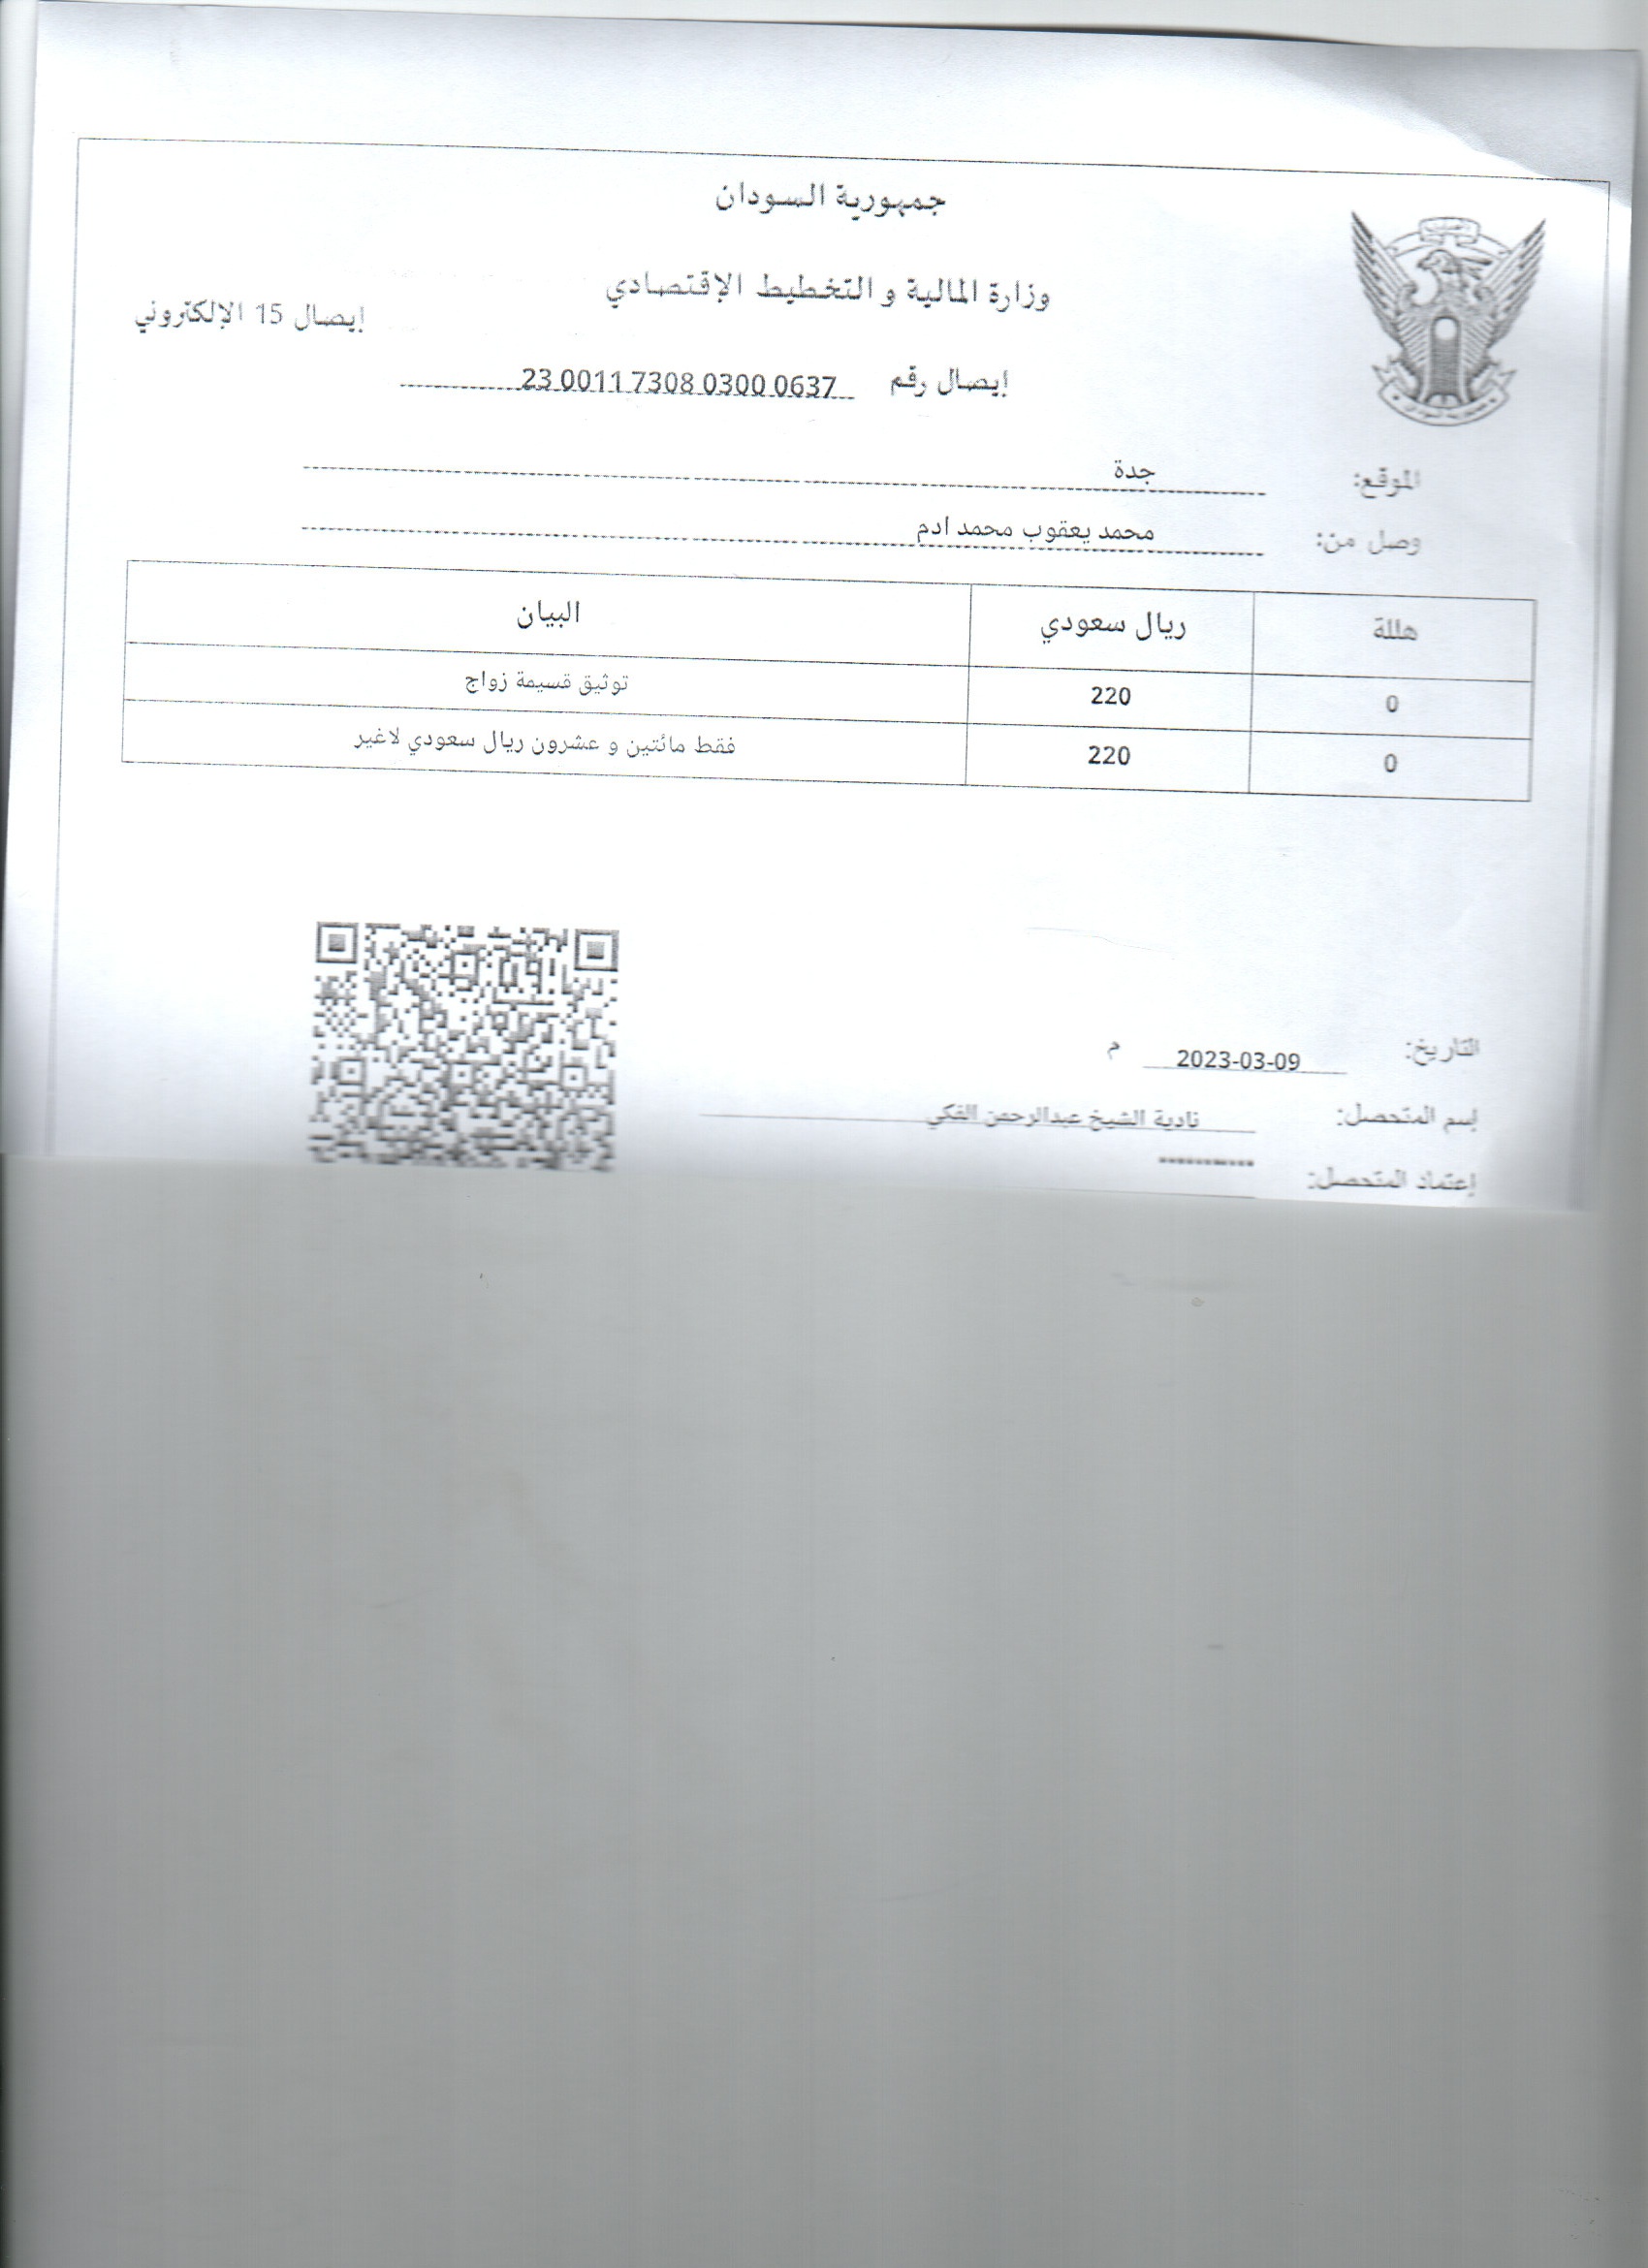 جمهورية السودان
وزارة المالية و التخطيط الإقتصادي
إيصال 15 الإلكتروني
إيصال رقم 23 0011 7308 0300 0637
الموقع: جدة
وصل من: محمد يعقوب محمد ادم
هللة ريال سعودي البيان
0 220 توثيق قسيمة زواج
0 220 فقط مائتين و عشرون ريال سعودي لاغير
التاريخ: 2023-03-09 م
إسم المتحصل: نادية الشيخ عبدالرحمن الفكي
إعتماد المتحصل: